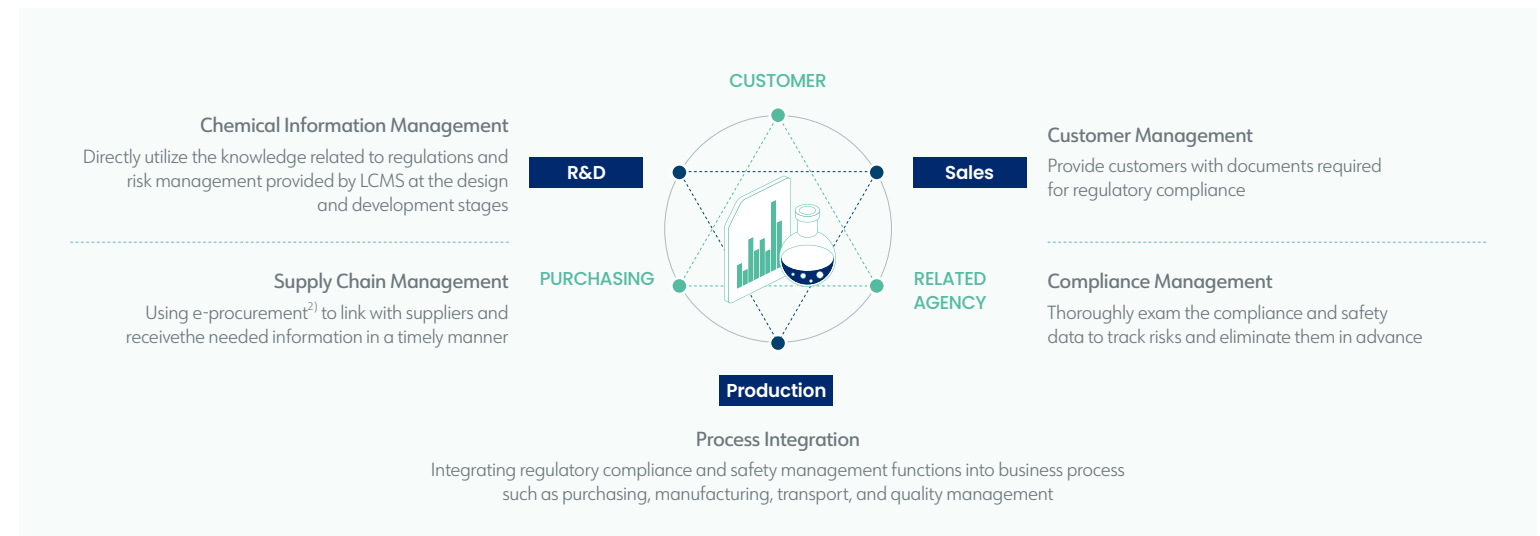 CUSTOMER
Chemical Information Management
Directly utilize the knowledge related to regulations and
risk management provided by LCMS at the design
and development stages
R&D
Sales
Customer Management
Provide customers with documents required
for regulatory compliance
Supply Chain Management
Using e-procurement2) to link with suppliers and
receivethe needed information in a timely manner
PURCHASING
RELATED
AGENCY
Compliance Management
Thoroughly exam the compliance and safety
data to track risks and eliminate them in advance
Production
Process Integration
Integrating regulatory compliance and safety management functions into business process
such as purchasing, manufacturing, transport, and quality management